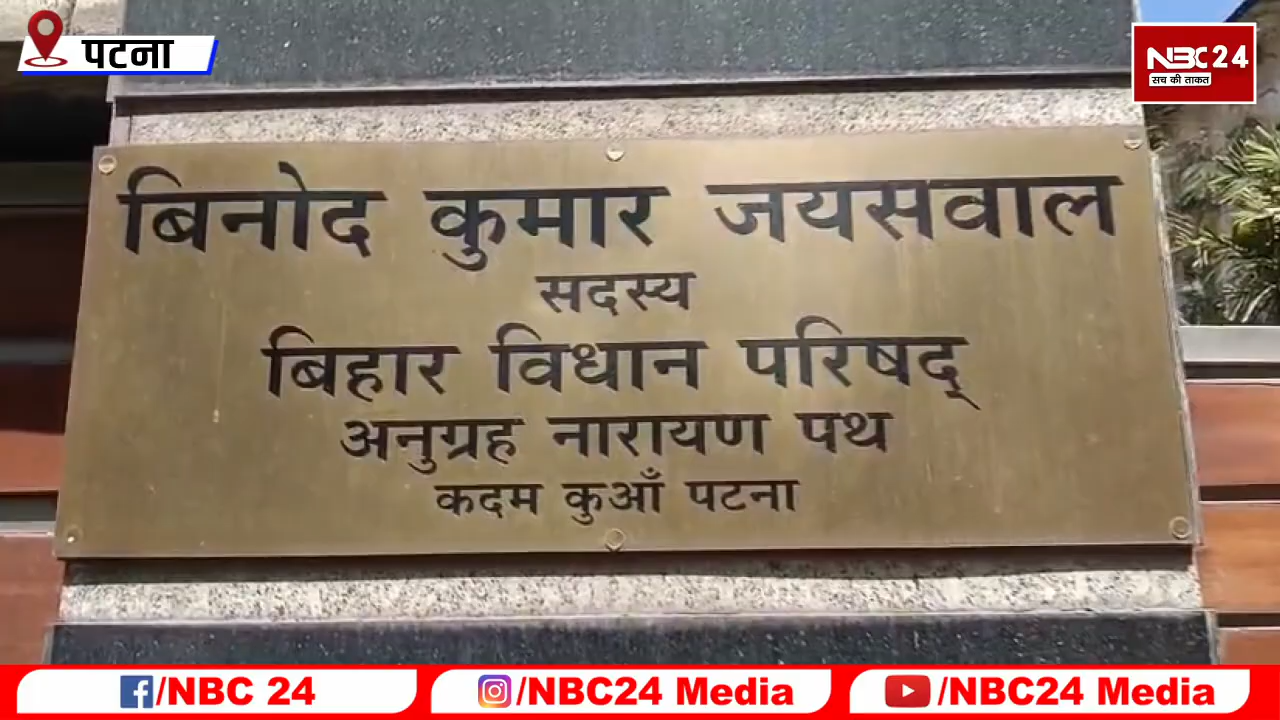 पटना
NBC 24
सच की ताकत
बिनोद कुमार जयसवाल
सदस्य
बिहार विधान परिषद्
अनुग्रह नारायण पथ
कदम कुआँ पटना
/NBC 24
/NBC24 Media
/NBC24 Media